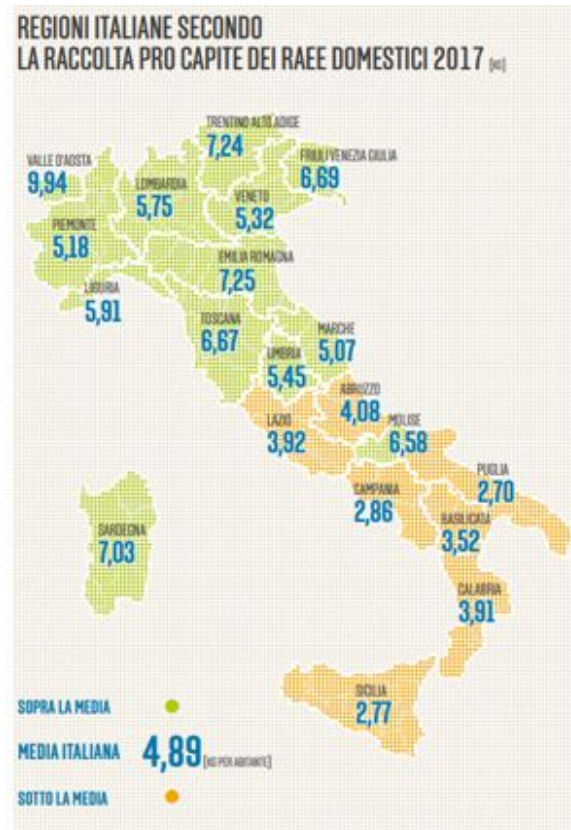 REGIONI ITALIANE SECONDO
LA RACCOLTA PRO CAPITE DEI RAEE DOMESTICI 2017 [KG]
TRENTINO ALTO ADIGE
7,24
VALLE D'AOSTA
9,94
FRIULI VENEZIA GIULIA
6,69
LOMBARDIA
5,75
VENETO
5,32
PIEMONTE
5,18
EMILIA ROMAGNA
7,25
LIGURIA
5,91
TOSCANA
6,67
MARCHE
5,07
UMBRIA
5,45
ABRUZZO
4,08
LAZIO
3,92
MOLISE
6,58
PUGLIA
2,70
CAMPANIA
2,86
BASILICATA
3,52
SARDEGNA
7,03
CALABRIA
3,91
SICILIA
2,77
SOPRA LA MEDIA
MEDIA ITALIANA 4,89 [KG PER ABITANTE]
SOTTO LA MEDIA